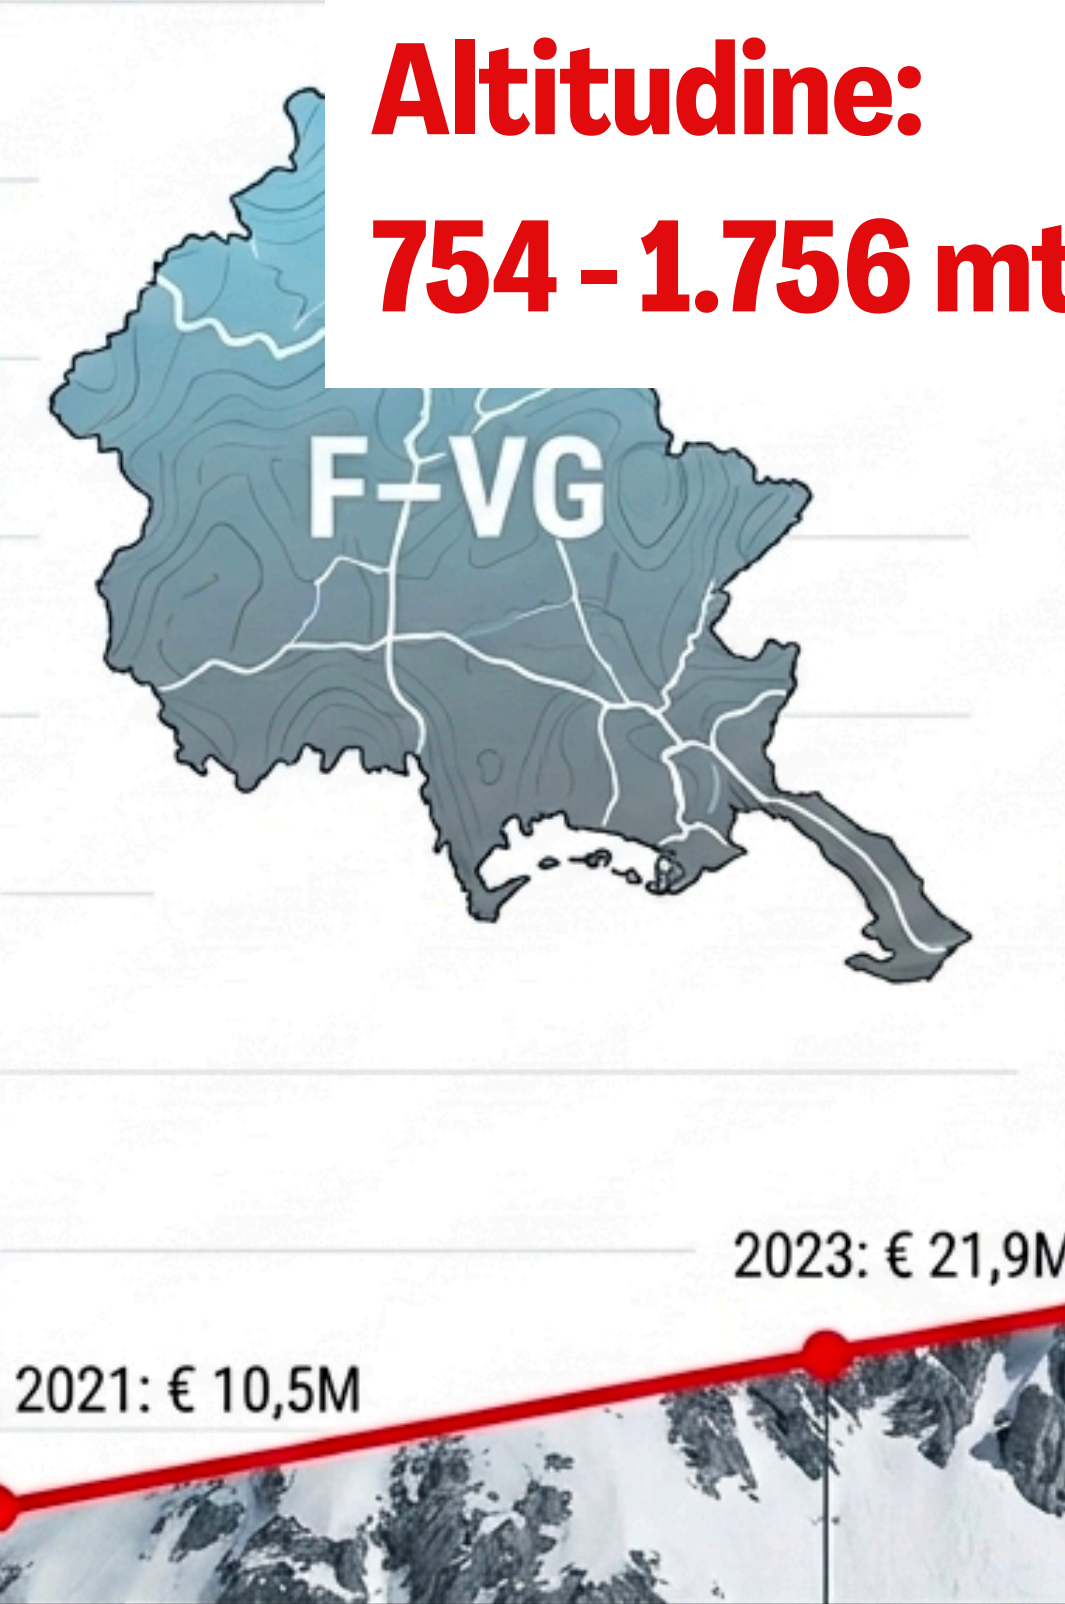 Altitudine:
754 - 1.756 mt
F-VG
2023: € 21,9M
2021: € 10,5M